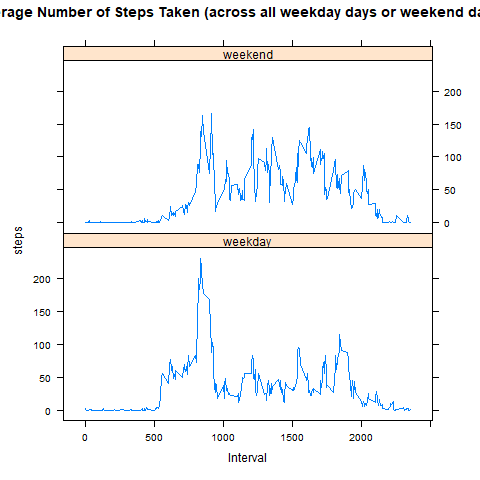 erage Number of Steps Taken (across all weekday days or weekend da
weekend
200
150
100
50
0
steps
weekday
200
150
100
50
0
0 500 1000 1500 2000
Interval